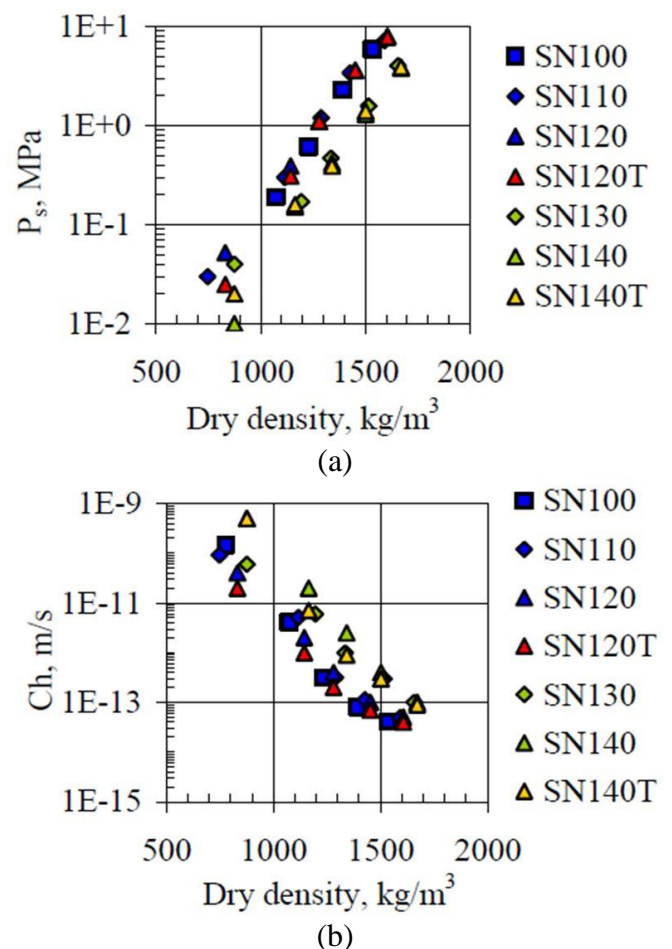 1E+1
1E+0
1E-1
1E-2
P_s, MPa
500 1000 1500 2000
Dry density, kg/m³
SN100
SN110
SN120
SN120T
SN130
SN140
SN140T
(a)
1E-9
1E-11
1E-13
1E-15
Ch, m/s
500 1000 1500 2000
Dry density, kg/m³
SN100
SN110
SN120
SN120T
SN130
SN140
SN140T
(b)